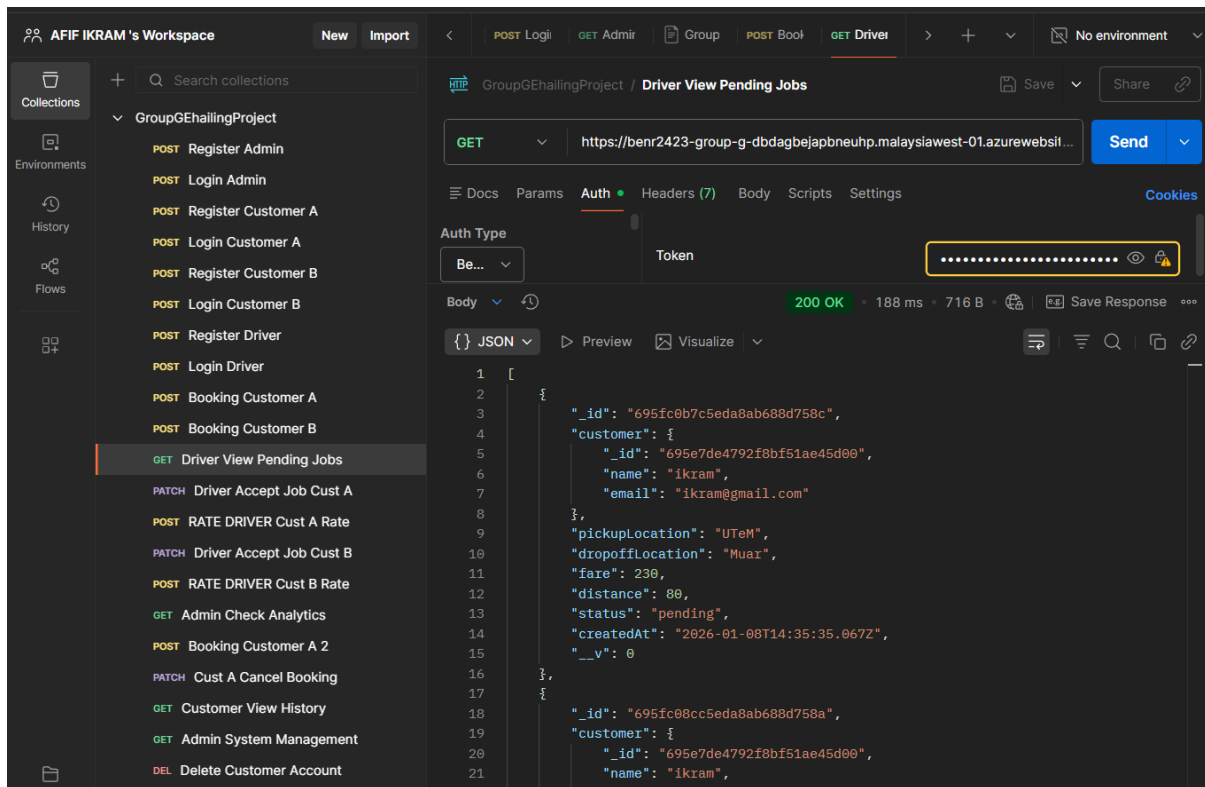 AFIF IKRAM 's Workspace
New
Import
POST Logi
GET Admir
Group
POST Book
GET Driver
No environment
Collections
Environments
History
Flows
Search collections
GroupGEhailingProject
POST Register Admin
POST Login Admin
POST Register Customer A
POST Login Customer A
POST Register Customer B
POST Login Customer B
POST Register Driver
POST Login Driver
POST Booking Customer A
POST Booking Customer B
GET Driver View Pending Jobs
PATCH Driver Accept Job Cust A
POST RATE DRIVER Cust A Rate
PATCH Driver Accept Job Cust B
POST RATE DRIVER Cust B Rate
GET Admin Check Analytics
POST Booking Customer A 2
PATCH Cust A Cancel Booking
GET Customer View History
GET Admin System Management
DEL Delete Customer Account
HTTP GroupGEhailingProject / Driver View Pending Jobs
Save
Share
GET
https://benr2423-group-g-dbdagbejapbneuhp.malaysiawest-01.azurewebsit...
Send
Docs Params Auth Headers (7) Body Scripts Settings
Cookies
Auth Type
Be...
Token
••••••••••••••••••••••••
Body
200 OK • 188 ms • 716 B
e.g. Save Response
{} JSON
Preview
Visualize
1 [
2 {
3 "_id": "695fc0b7c5eda8ab688d758c",
4 "customer": {
5 "_id": "695e7de4792f8bf51ae45d00",
6 "name": "ikram",
7 "email": "ikram@gmail.com"
8 },
9 "pickupLocation": "UTeM",
10 "dropoffLocation": "Muar",
11 "fare": 230,
12 "distance": 80,
13 "status": "pending",
14 "createdAt": "2026-01-08T14:35:35.067Z",
15 "__v": 0
16 },
17 {
18 "_id": "695fc08cc5eda8ab688d758a",
19 "customer": {
20 "_id": "695e7de4792f8bf51ae45d00",
21 "name": "ikram",